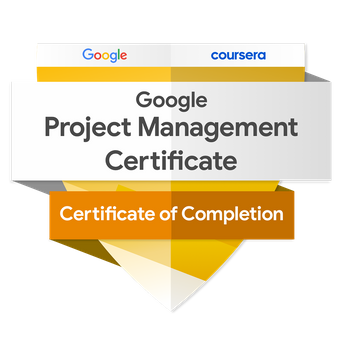 Google coursera
Google
Project Management
Certificate
Certificate of Completion